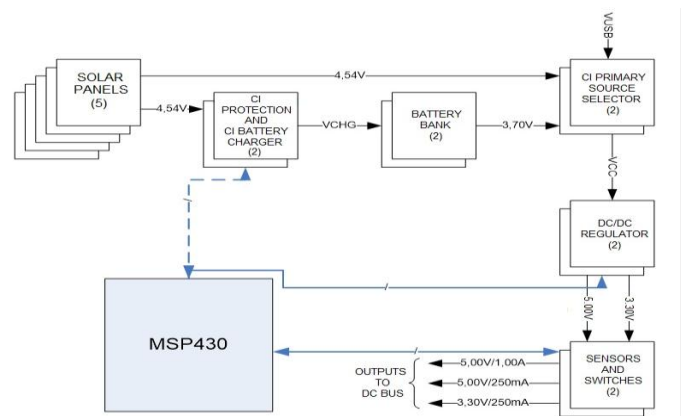 VUSB
SOLAR
PANELS
(5)
4,54V
CI PRIMARY
SOURCE
SELECTOR
(2)
4,54V
CI
PROTECTION
AND
CI BATTERY
CHARGER
(2)
VCHG
BATTERY
BANK
(2)
3,70V
VCC
DC/DC
REGULATOR
(2)
5,00V
3,30V
MSP430
SENSORS
AND
SWITCHES
(2)
OUTPUTS
TO
DC BUS
5,00V/1,00A
5,00V/250mA
3,30V/250mA